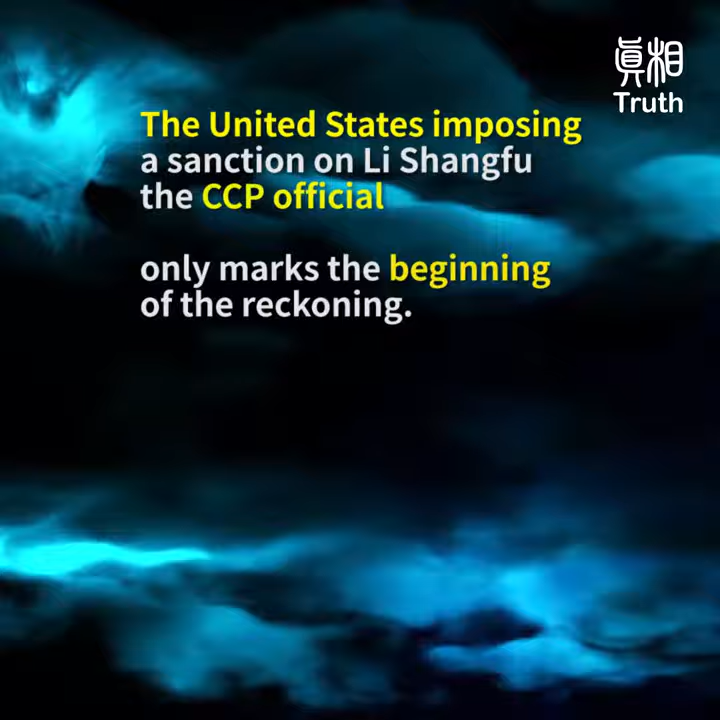 眞相
Truth
The United States imposing
a sanction on Li Shangfu
the CCP official
only marks the beginning
of the reckoning.